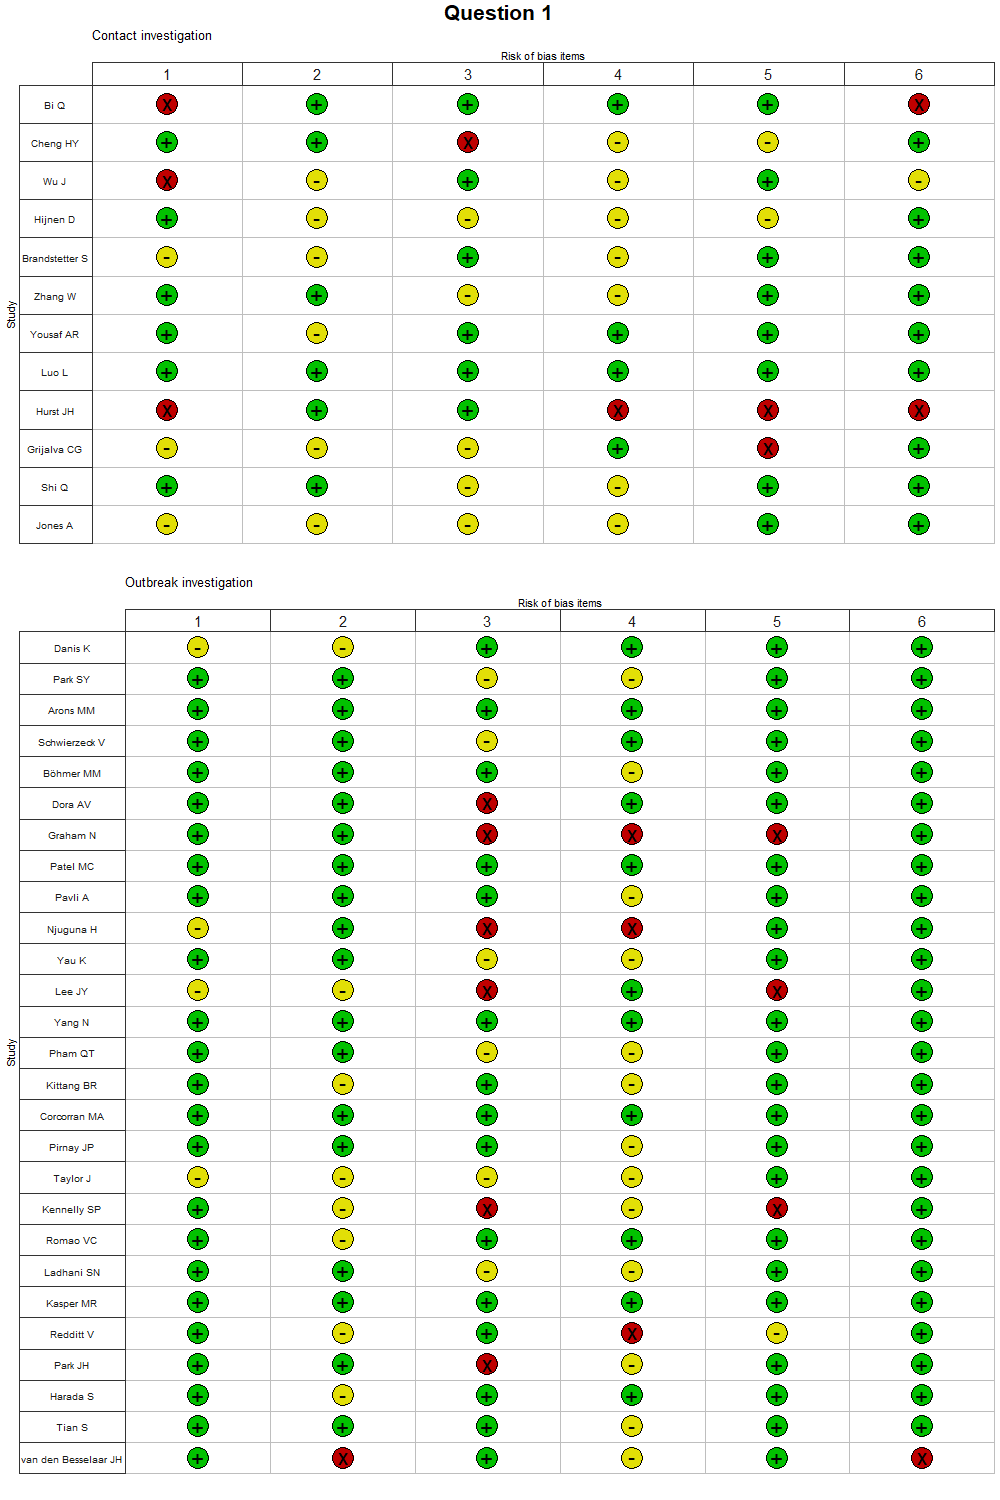 Question 1
Contact investigation
Risk of bias items
1 2 3 4 5 6
Study
Bi Q X + + + + X
Cheng HY + + X - - +
Wu J X - + - + -
Hijnen D + - - - - +
Brandstetter S - - + - + +
Zhang W + + - - + +
Yousaf AR + - + + + +
Luo L + + + + + +
Hurst JH X + + X X X
Grijalva CG - - - + X +
Shi Q + + - - + +
Jones A - - - - + +
Outbreak investigation
Risk of bias items
1 2 3 4 5 6
Study
Danis K - - + + + +
Park SY + + - - + +
Arons MM + + + + + +
Schwierzeck V + + - + + +
Böhmer MM + + + - + +
Dora AV + + X + + +
Graham N + + X X X +
Patel MC + + + + + +
Pavli A + + + - + +
Njuguna H - + X X + +
Yau K + + - - + +
Lee JY - - X + X +
Yang N + + + + + +
Pham QT + + - - + +
Kittang BR + - + - + +
Corcorran MA + + + + + +
Pirnay JP + + + - + +
Taylor J - - - - + +
Kennelly SP + - X - X +
Romao VC + - + + + +
Ladhani SN + + - - + +
Kasper MR + + + + + +
Redditt V + - + X - +
Park JH + + X - + +
Harada S + - + + + +
Tian S + + + - + +
van den Besselaar JH + X + - + X